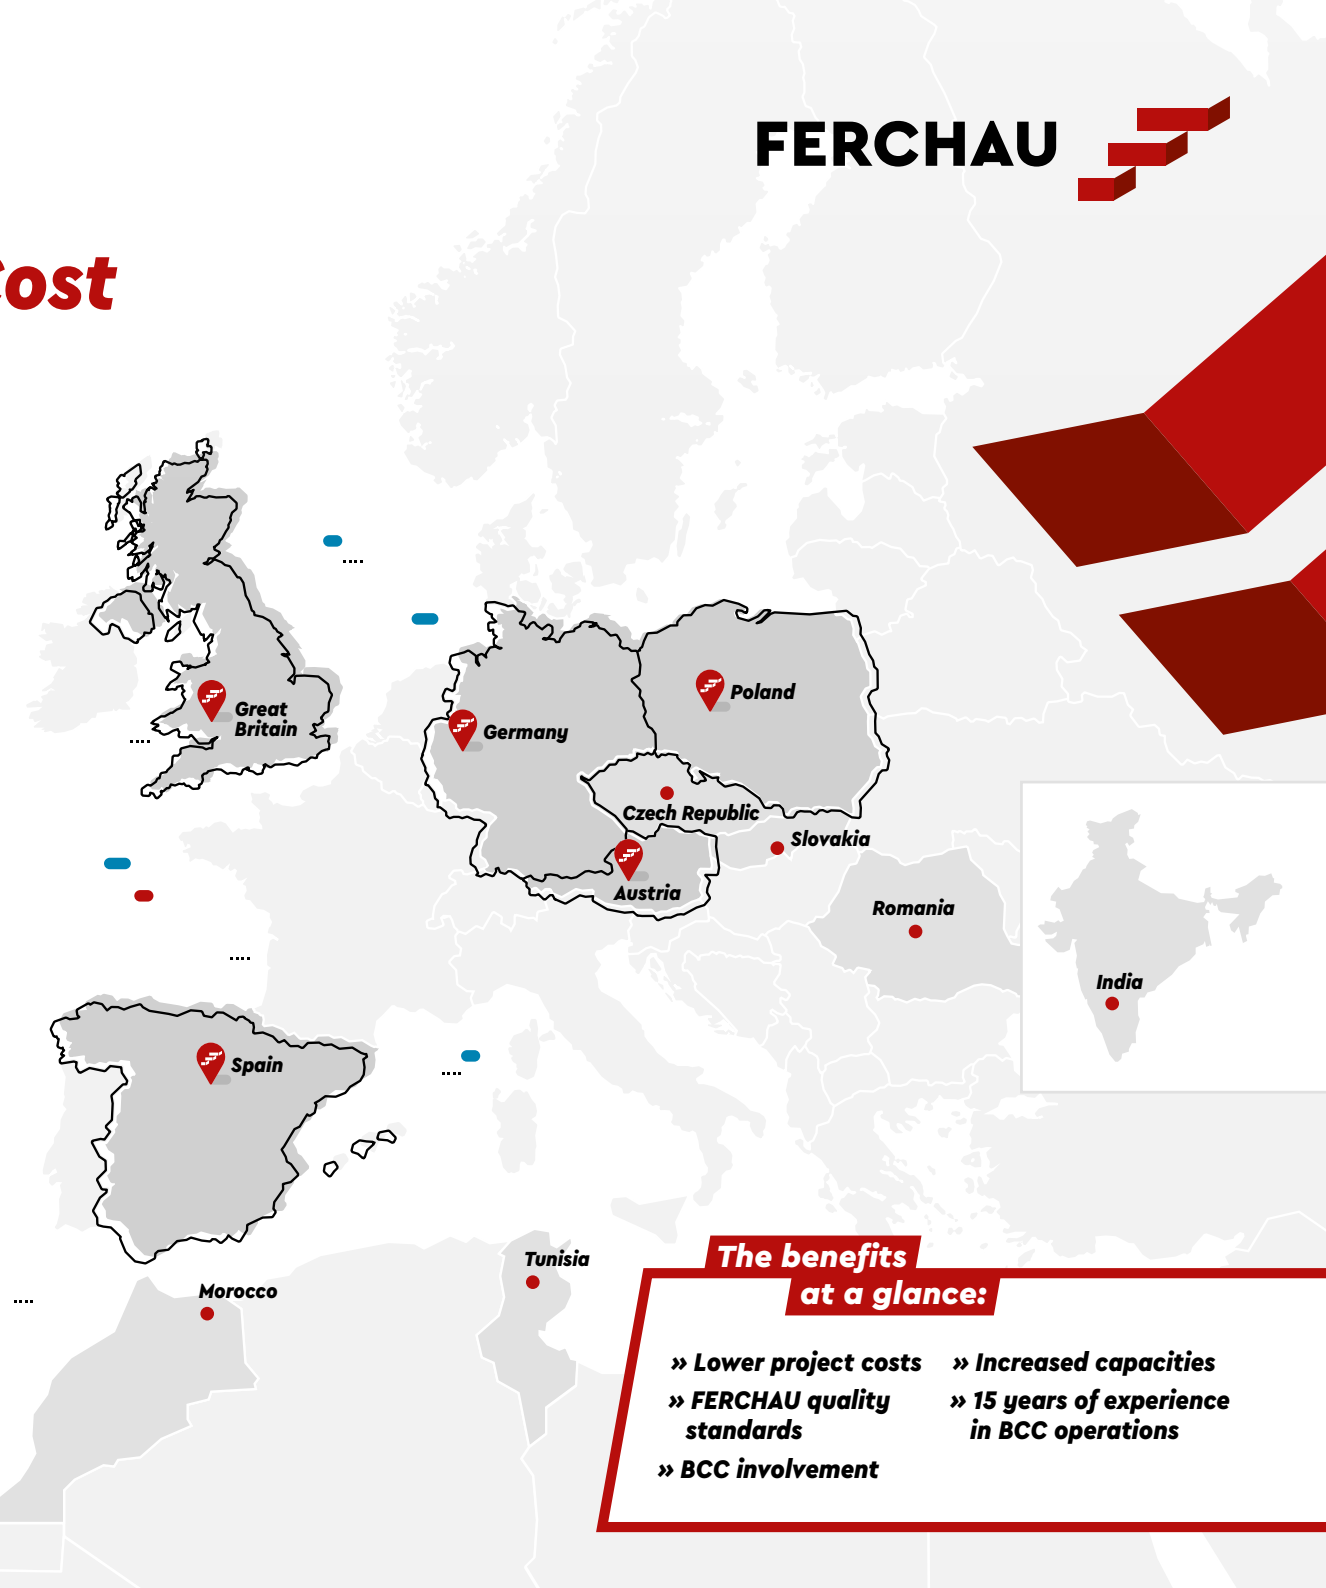 FERCHAU
Cost
Great
Britain
Germany
Poland
Czech Republic
Slovakia
Austria
Romania
India
Spain
Tunisia
Morocco
The benefits
at a glance:
» Lower project costs
» FERCHAU quality
standards
» BCC involvement
» Increased capacities
» 15 years of experience
in BCC operations